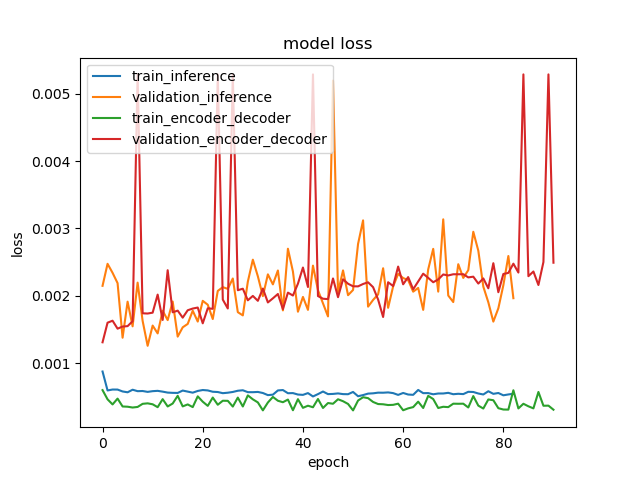 model loss
train_inference
validation_inference
train_encoder_decoder
validation_encoder_decoder
loss
0.005
0.004
0.003
0.002
0.001
0 20 40 60 80
epoch